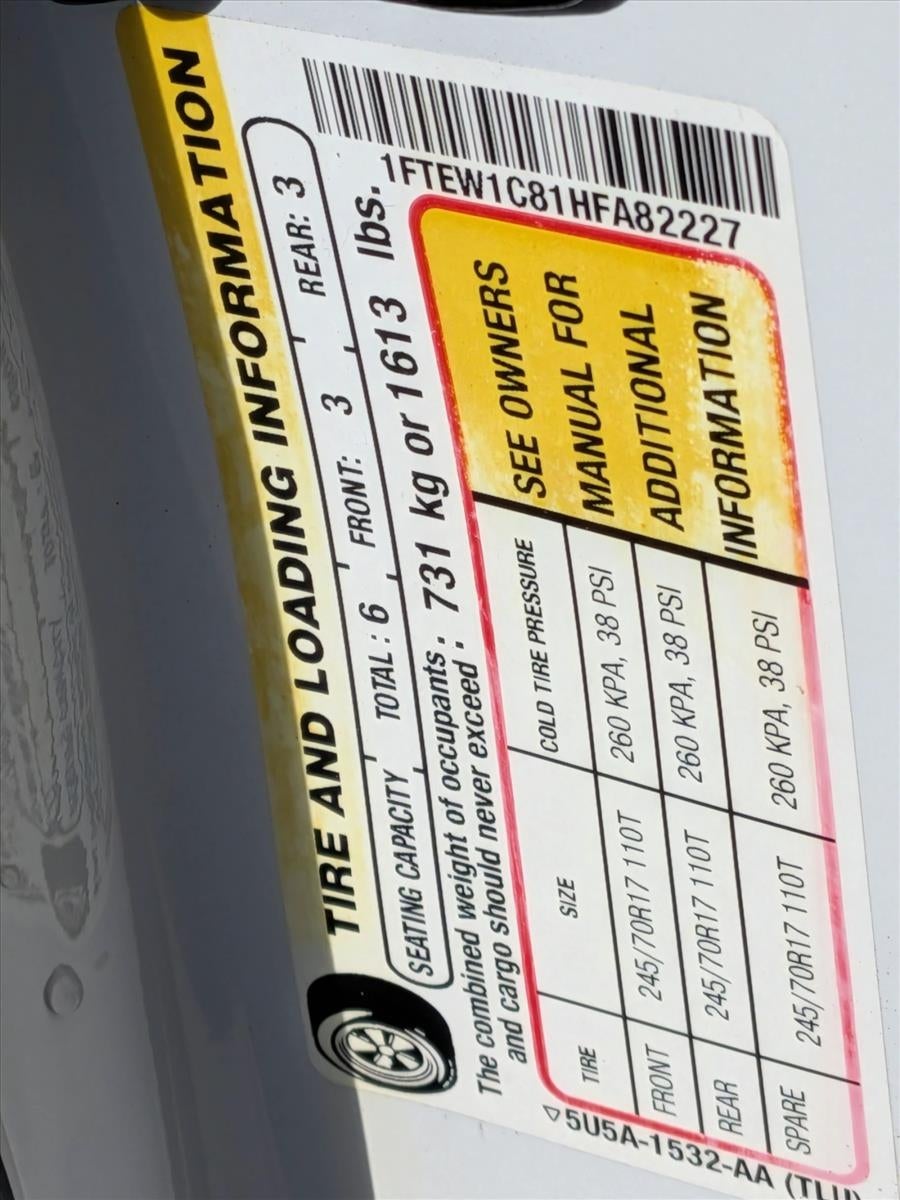 TIRE AND LOADING INFORMATION
SEATING CAPACITY TOTAL : 6 FRONT: 3 REAR: 3
The combined weight of occupants and cargo should never exceed : 731 kg or 1613 lbs.
1FTEW1C81HFA82227
TIRE SIZE COLD TIRE PRESSURE
FRONT 245/70R17 110T 260 KPA, 38 PSI
REAR 245/70R17 110T 260 KPA, 38 PSI
SPARE 245/70R17 110T 260 KPA, 38 PSI
SEE OWNERS
MANUAL FOR
ADDITIONAL
INFORMATION
5U5A-1532-AA